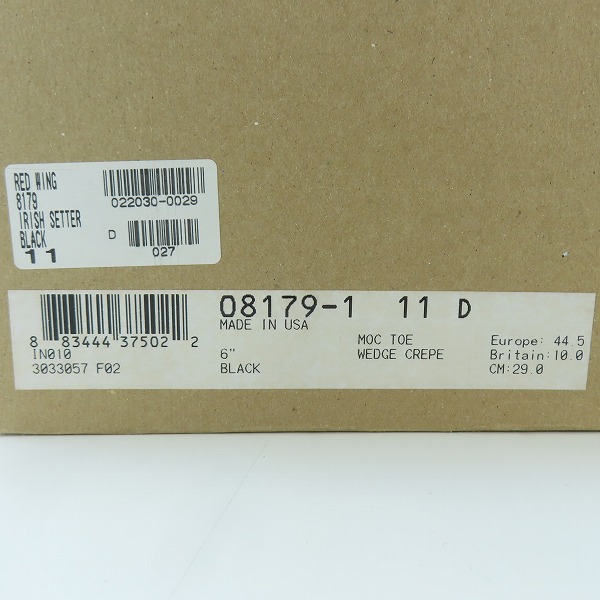 RED WING
8179
IRISH SETTER
BLACK
11
022030-0029
D
027
08179-1 11 D
MADE IN USA
8 83444 37502 2
IN010
3033057 F02
6"
BLACK
MOC TOE
WEDGE CREPE
Europe: 44.5
Britain:10.0
CM:29.0